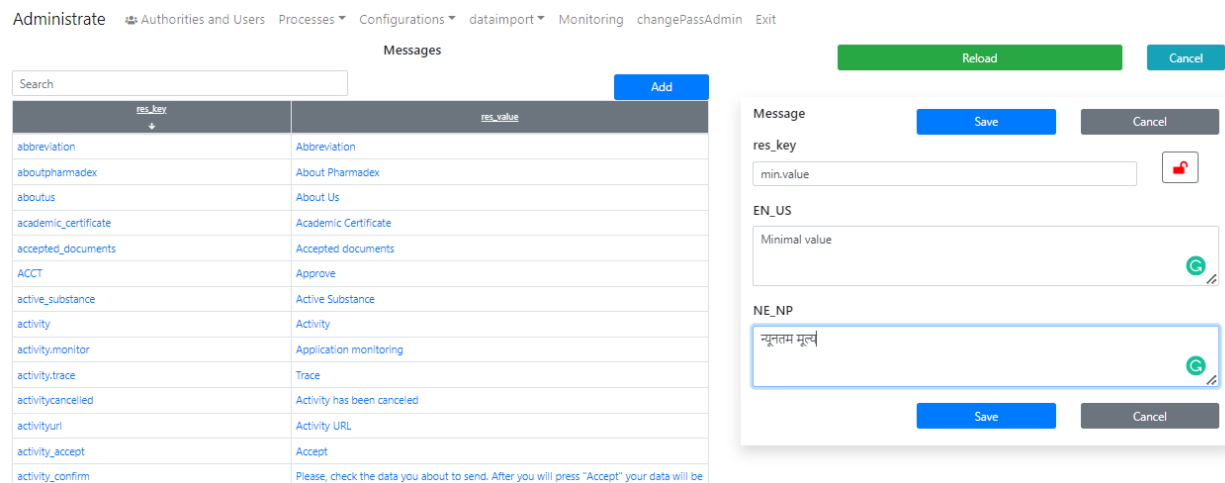 Administrate Authorities and Users Processes Configurations dataimport Monitoring changePassAdmin Exit
Messages
Reload Cancel
Search
Add
res_key res_value
abbreviation Abbreviation
aboutpharmadex About Pharmadex
aboutus About Us
academic_certificate Academic Certificate
accepted_documents Accepted documents
ACCT Approve
active_substance Active Substance
activity Activity
activity.monitor Application monitoring
activity.trace Trace
activitycancelled Activity has been canceled
activityurl Activity URL
activity_accept Accept
activity_confirm Please, check the data you about to send. After you will press "Accept" your data will be
Message Save Cancel
res_key
min.value
EN_US
Minimal value
NE_NP
न्यूनतम मूल्य
Save Cancel